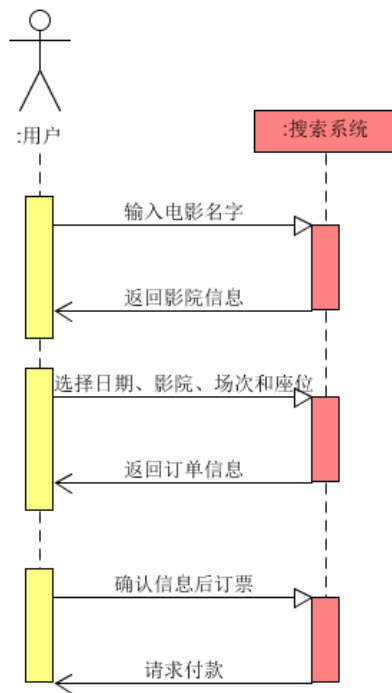 :用户
:搜索系统
输入电影名字
返回影院信息
选择日期、影院、场次和座位
返回订单信息
确认信息后订票
请求付款